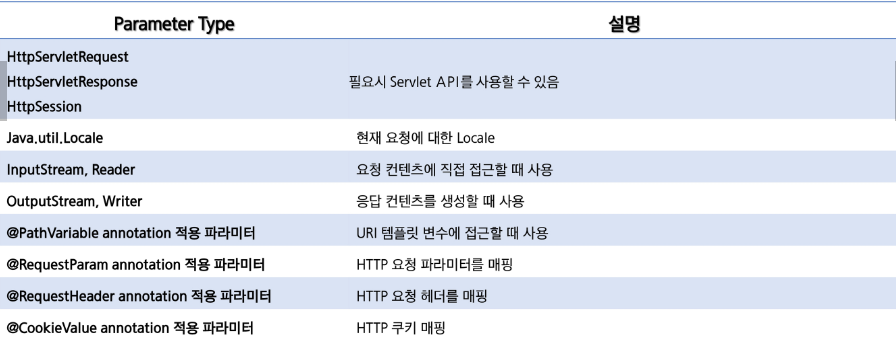 Parameter Type 설명
HttpServletRequest
HttpServletResponse 필요시 Servlet API를 사용할 수 있음
HttpSession
Java.util.Locale 현재 요청에 대한 Locale
InputStream, Reader 요청 컨텐츠에 직접 접근할 때 사용
OutputStream, Writer 응답 컨텐츠를 생성할 때 사용
@PathVariable annotation 적용 파라미터 URI 템플릿 변수에 접근할 때 사용
@RequestParam annotation 적용 파라미터 HTTP 요청 파라미터를 매핑
@RequestHeader annotation 적용 파라미터 HTTP 요청 헤더를 매핑
@CookieValue annotation 적용 파라미터 HTTP 쿠키 매핑